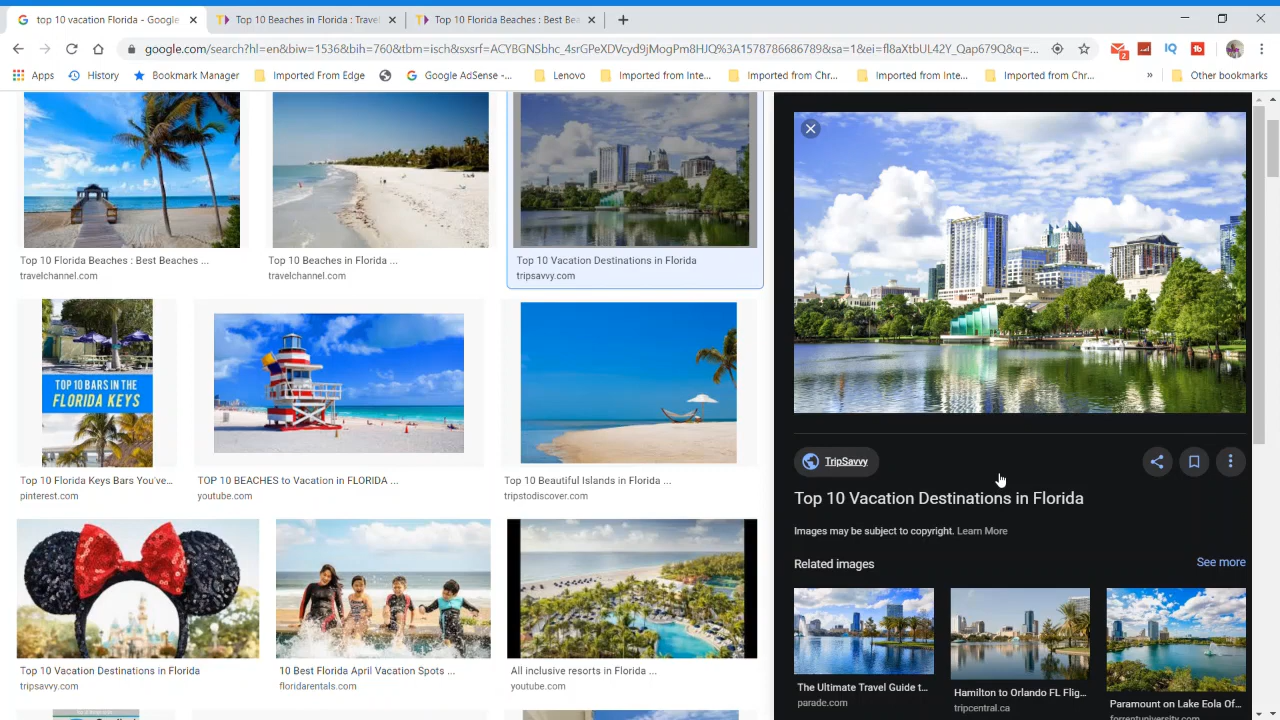 top 10 vacation Florida - Google
Top 10 Beaches in Florida : Travel
Top 10 Florida Beaches : Best Bea
google.com/search?hl=en&biw=1536&bih=760&tbm=isch&sxsrf=ACYBGNSbhc_4srGPeXDVcyd9jMogPm8HJQ%3A1578786686789&sa=1&ei=fl8aXtbUL42Y_Qap679Q&q=...
2
Apps
History
Bookmark Manager
Imported From Edge
Google AdSense -...
Lenovo
Imported from Inte...
Imported from Chr...
Imported from Inte...
Imported from Chr...
»
Other bookmarks
Top 10 Florida Beaches : Best Beaches ...
travelchannel.com
Top 10 Beaches in Florida ...
travelchannel.com
Top 10 Vacation Destinations in Florida
tripsavvy.com
TOP 10 BARS IN THE
FLORIDA KEYS
Top 10 Florida Keys Bars You've...
pinterest.com
TOP 10 BEACHES to Vacation in FLORIDA ...
youtube.com
Top 10 Beautiful Islands in Florida ...
tripstodiscover.com
Top 10 Vacation Destinations in Florida
tripsavvy.com
10 Best Florida April Vacation Spots ...
floridarentals.com
All inclusive resorts in Florida ...
youtube.com
TripSavvy
Top 10 Vacation Destinations in Florida
Images may be subject to copyright. Learn More
Related images
See more
The Ultimate Travel Guide t...
parade.com
Hamilton to Orlando FL Flig...
tripcentral.ca
Paramount on Lake Eola Of...
forrentuniversity.com